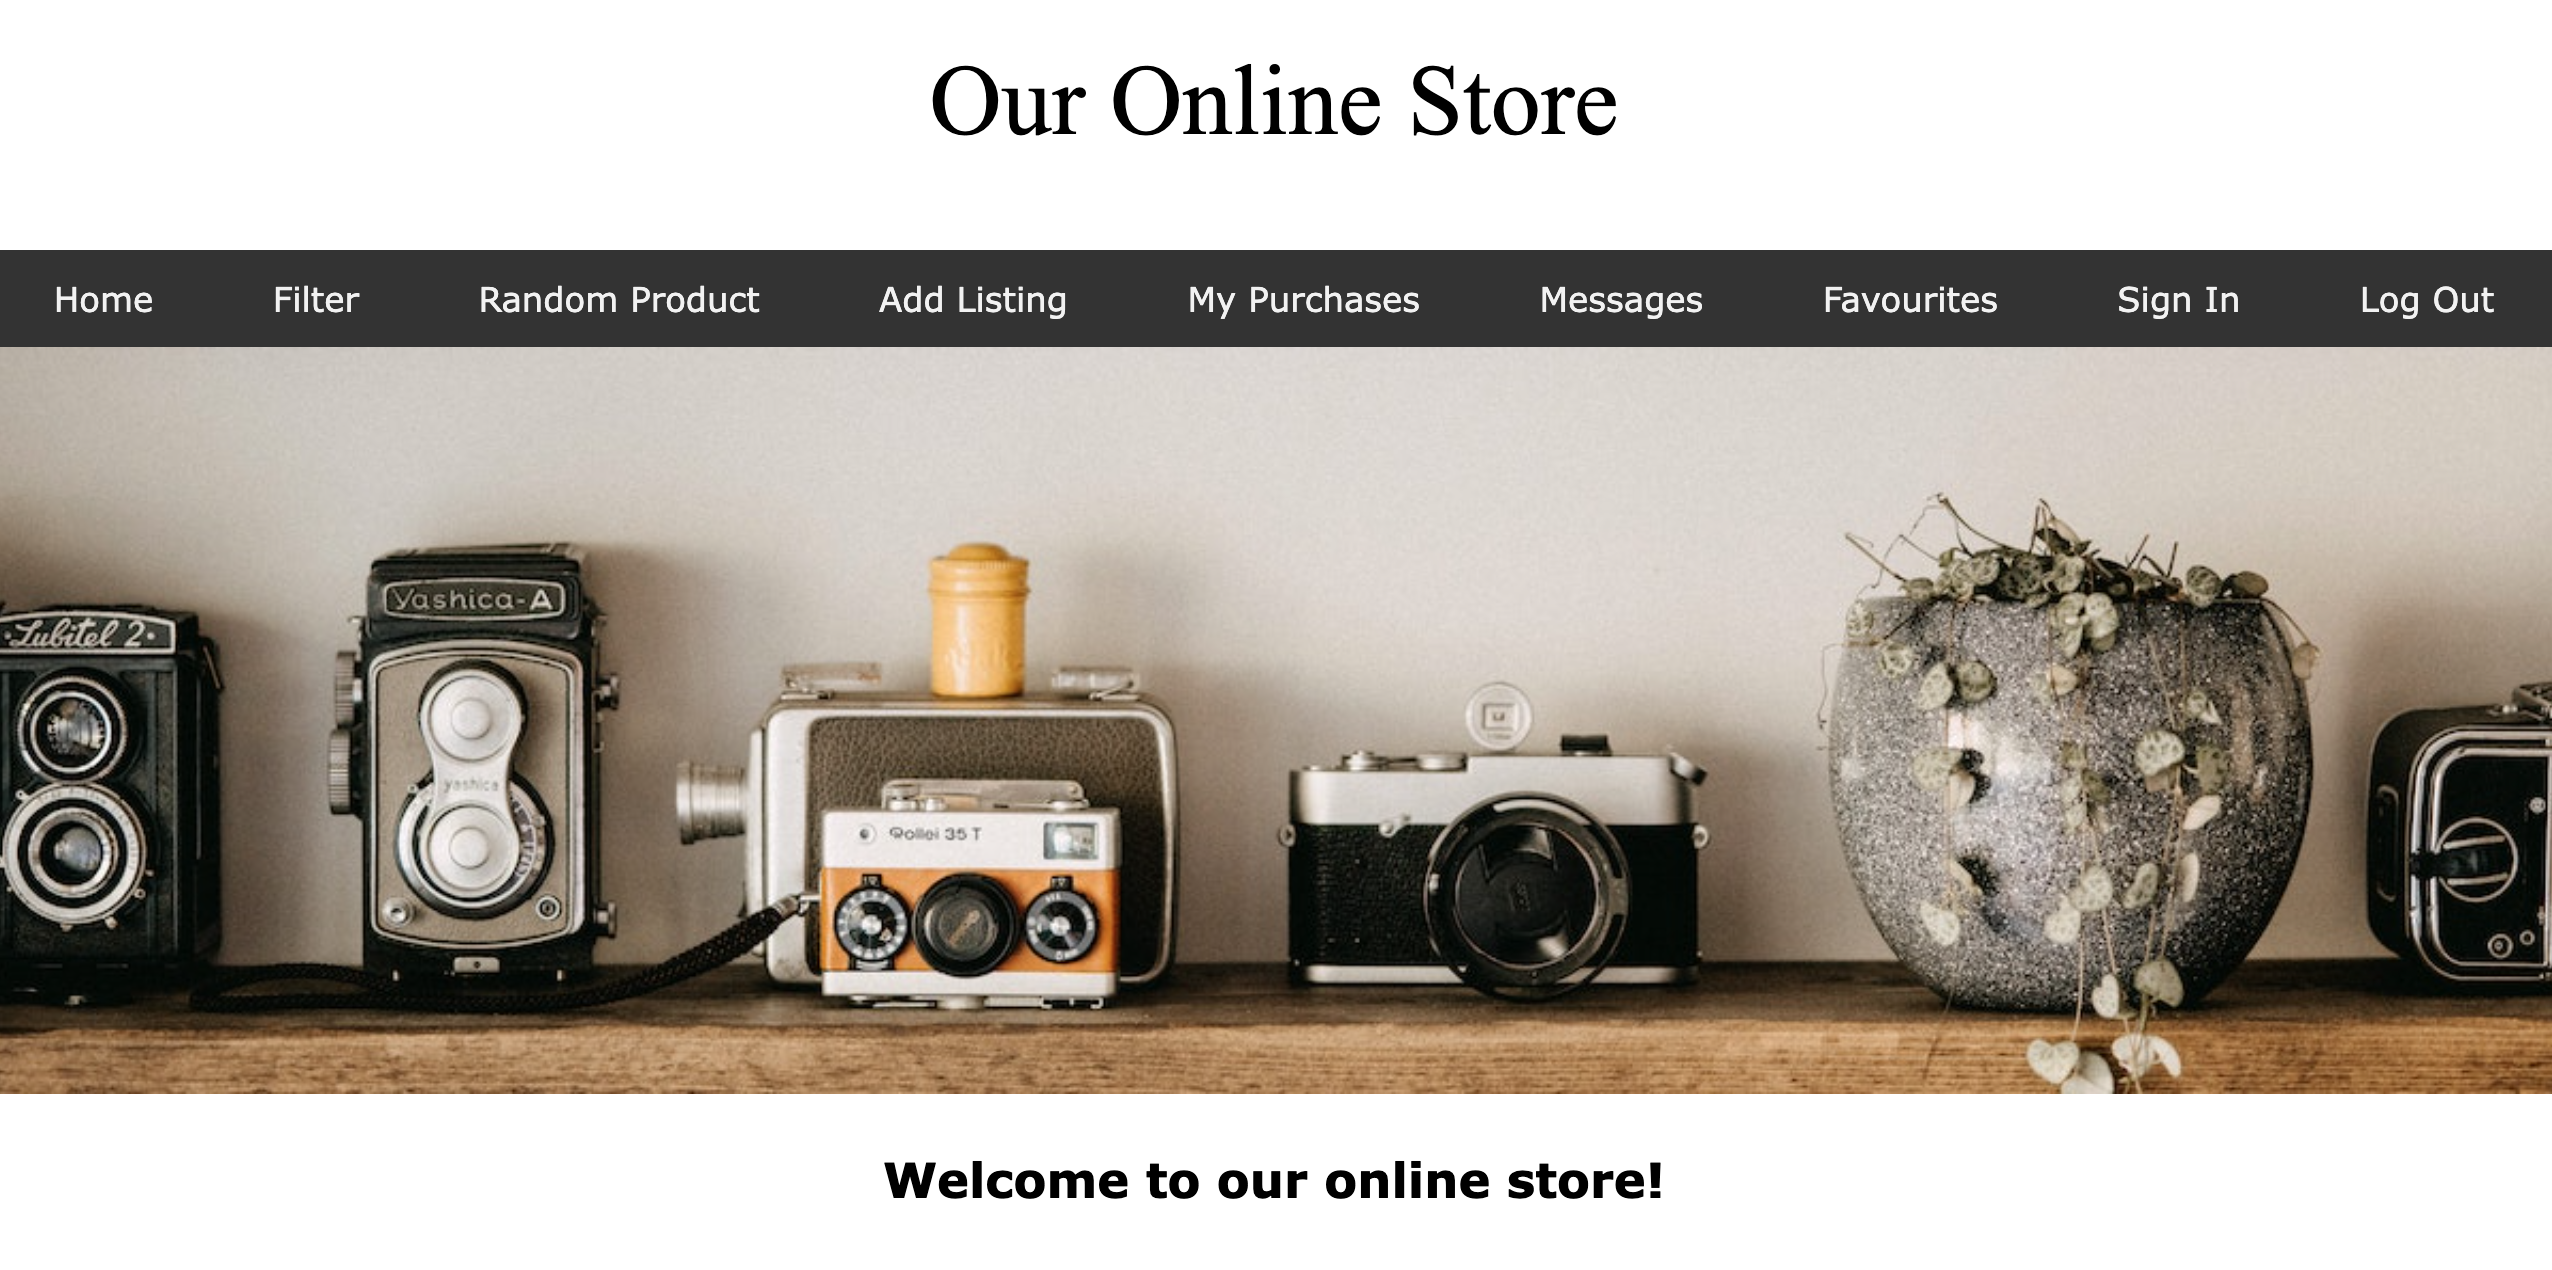 Our Online Store
Home Filter Random Product Add Listing My Purchases Messages Favourites Sign In Log Out
Yashica-A
Lubitel 2
yashica
Rollei 35 T
Welcome to our online store!